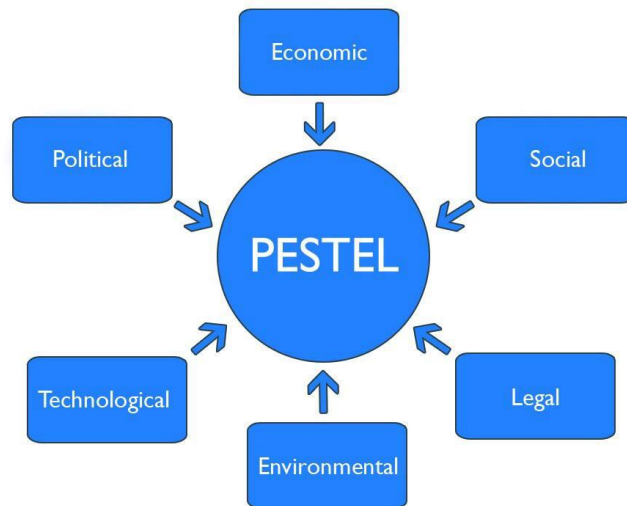 Economic
Political
Social
PESTEL
Technological
Legal
Environmental